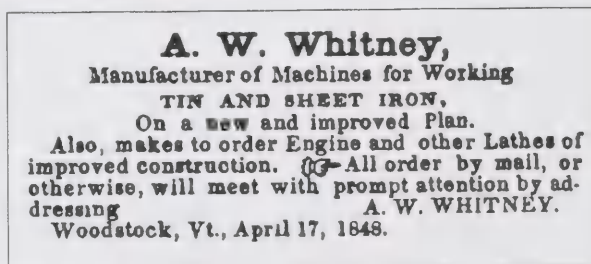 A. W. Whitney,
Manufacturer of Machines for Working
TIN AND SHEET IRON,
On a new and improved Plan.
Also, makes to order Engine and other Lathes of
improved construction. ☞ All order by mail, or
otherwise, will meet with prompt attention by ad-
dressing A. W. WHITNEY.
Woodstock, Vt., April 17, 1848.